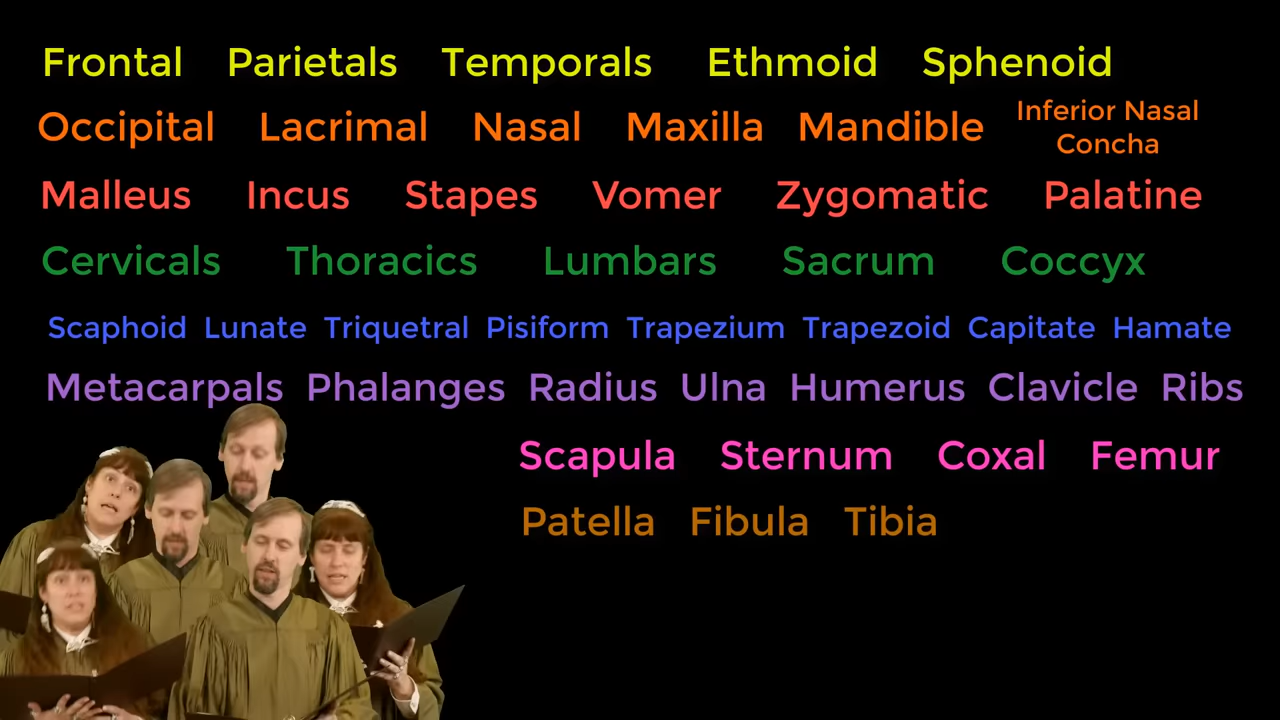 Frontal Parietals Temporals Ethmoid Sphenoid
Occipital Lacrimal Nasal Maxilla Mandible Inferior Nasal Concha
Malleus Incus Stapes Vomer Zygomatic Palatine
Cervicals Thoracics Lumbars Sacrum Coccyx
Scaphoid Lunate Triquetral Pisiform Trapezium Trapezoid Capitate Hamate
Metacarpals Phalanges Radius Ulna Humerus Clavicle Ribs
Scapula Sternum Coxal Femur
Patella Fibula Tibia